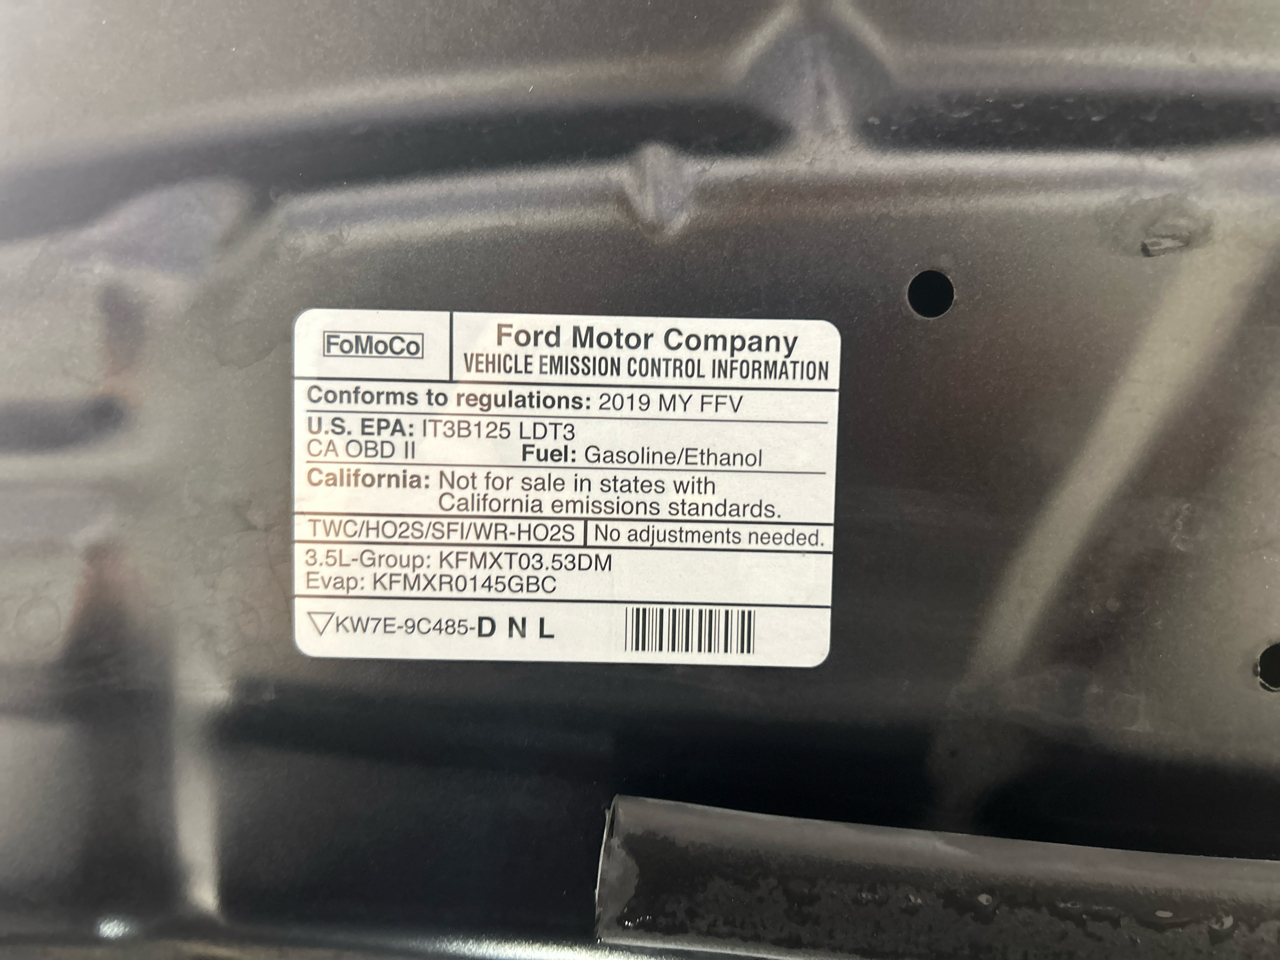 FoMoCo
Ford Motor Company
VEHICLE EMISSION CONTROL INFORMATION
Conforms to regulations: 2019 MY FFV
U.S. EPA: IT3B125 LDT3
CA OBD II Fuel: Gasoline/Ethanol
California: Not for sale in states with
California emissions standards.
TWC/HO2S/SFI/WR-HO2S No adjustments needed.
3.5L-Group: KFMXT03.53DM
Evap: KFMXR0145GBC
▽KW7E-9C485-D N L